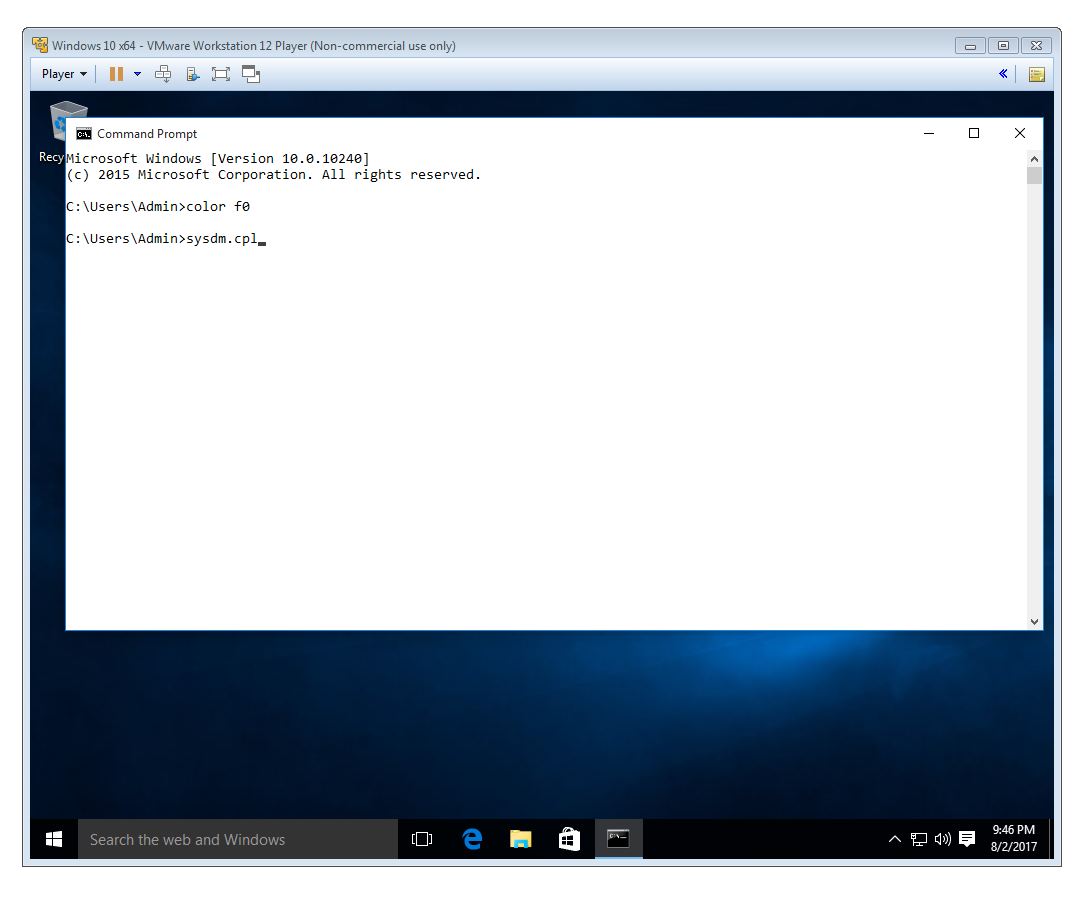 Windows 10 x64 - VMware Workstation 12 Player (Non-commercial use only)
Player
Command Prompt
Recy
Microsoft Windows [Version 10.0.10240]
(c) 2015 Microsoft Corporation. All rights reserved.
C:\Users\Admin>color f0
C:\Users\Admin>sysdm.cpl
Search the web and Windows
9:46 PM
8/2/2017